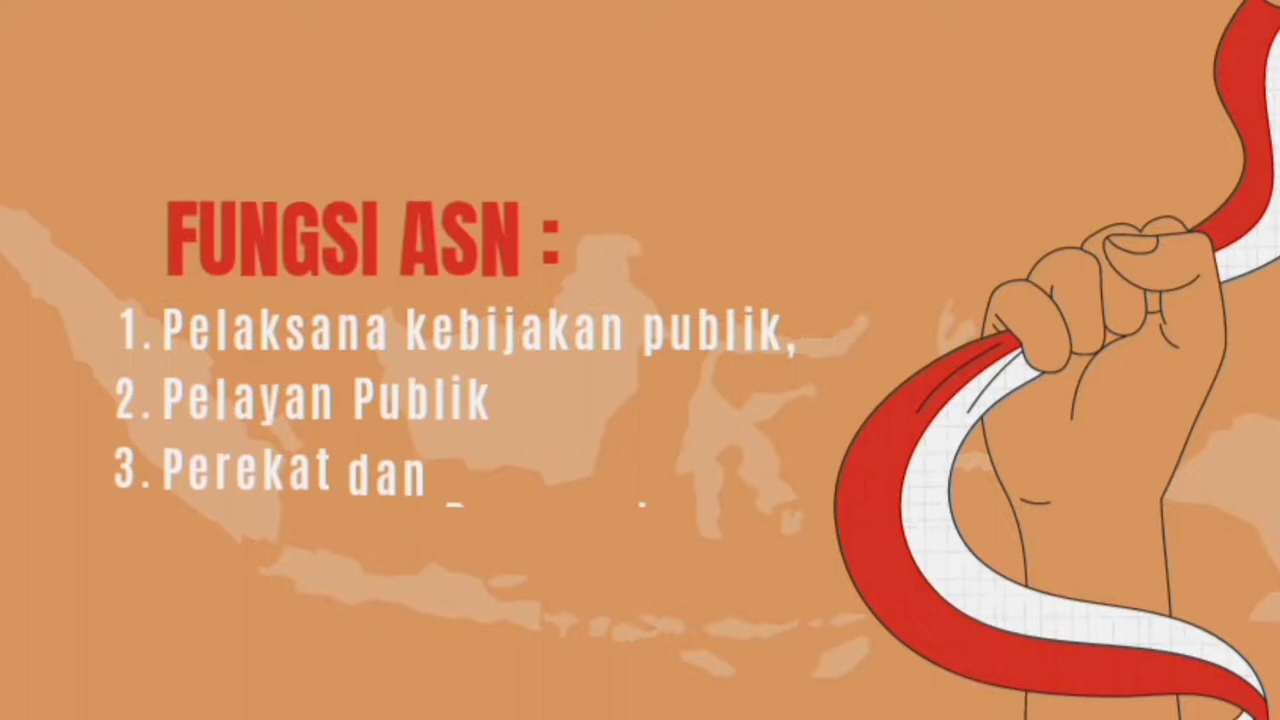 FUNGSI ASN :
1. Pelaksana kebijakan publik,
2. Pelayan Publik
3. Perekat dan